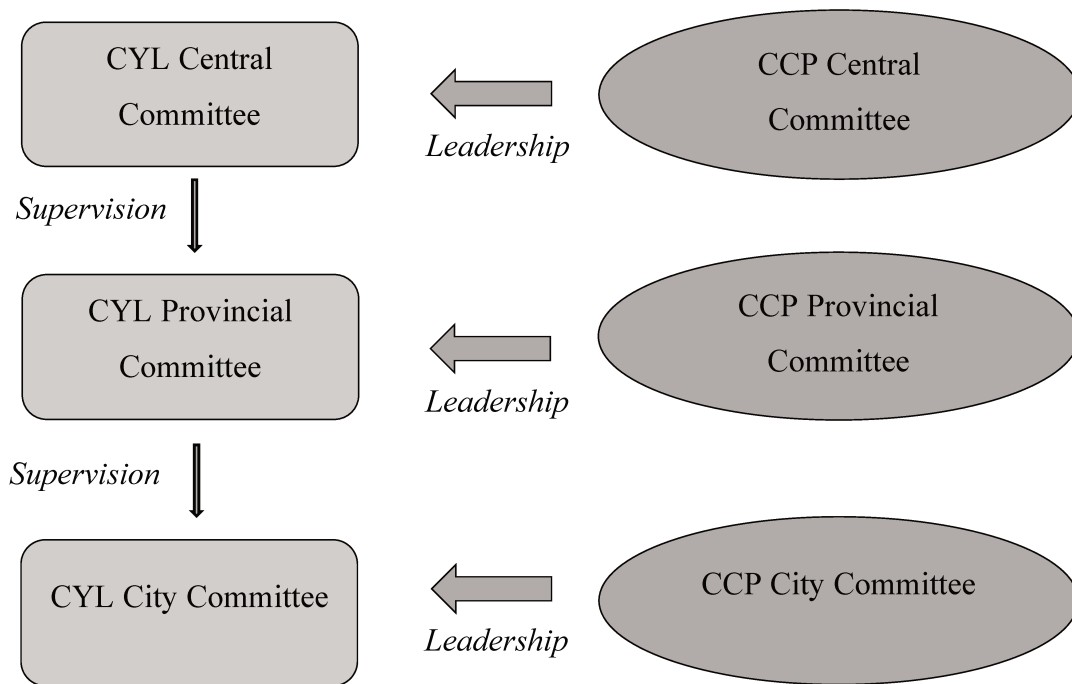 CYL Central
Committee
Leadership
CCP Central
Committee
Supervision
CYL Provincial
Committee
Leadership
CCP Provincial
Committee
Supervision
CYL City Committee
Leadership
CCP City Committee